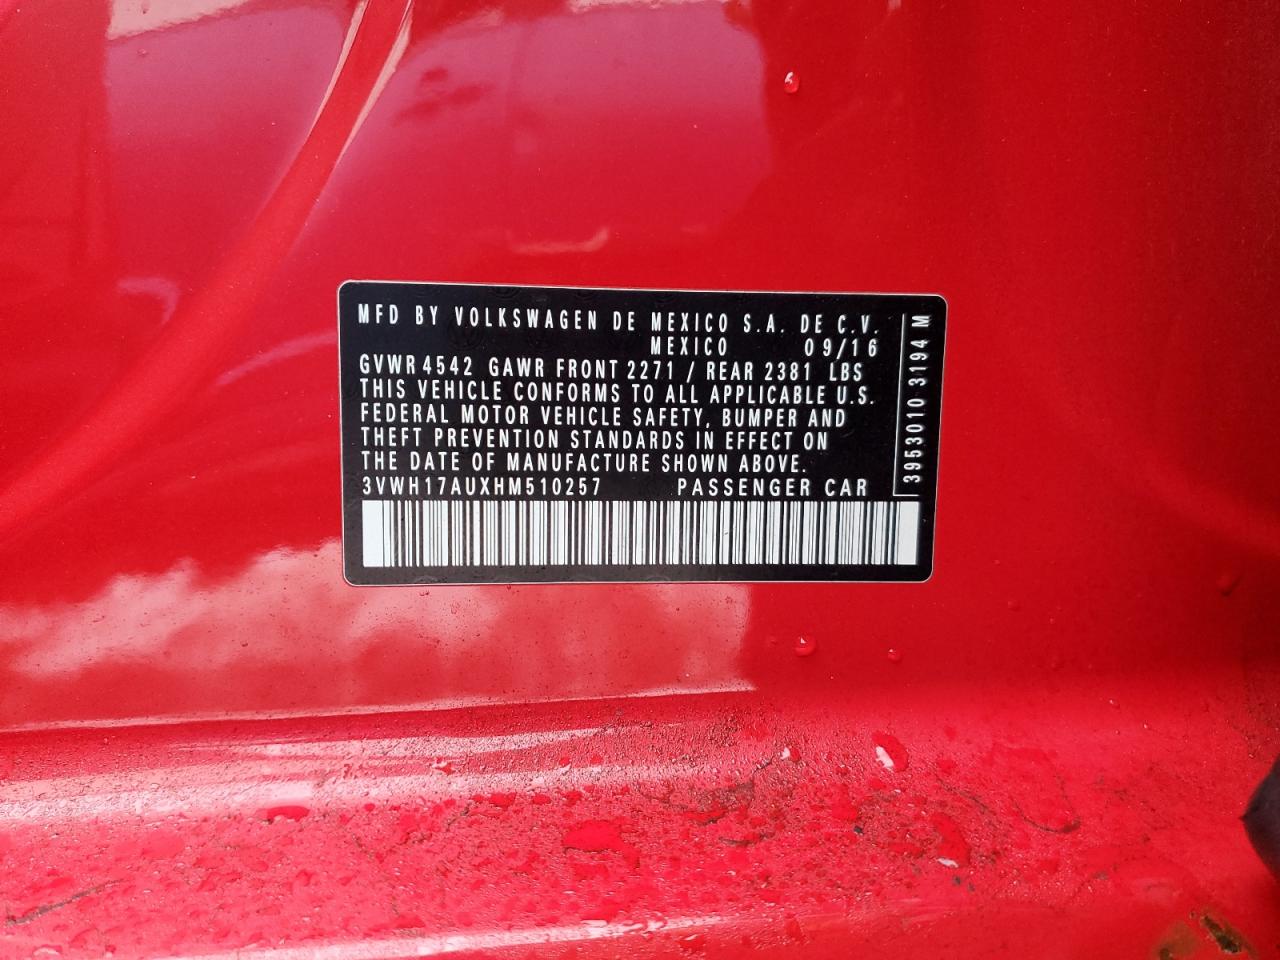 MFD BY VOLKSWAGEN DE MEXICO S.A. DE C.V.
MEXICO 09/16
GVWR 4542 GAWR FRONT 2271 / REAR 2381 LBS
THIS VEHICLE CONFORMS TO ALL APPLICABLE U.S.
FEDERAL MOTOR VEHICLE SAFETY, BUMPER AND
THEFT PREVENTION STANDARDS IN EFFECT ON
THE DATE OF MANUFACTURE SHOWN ABOVE.
3VWH17AUXHM510257 PASSENGER CAR
3953010 3194 M